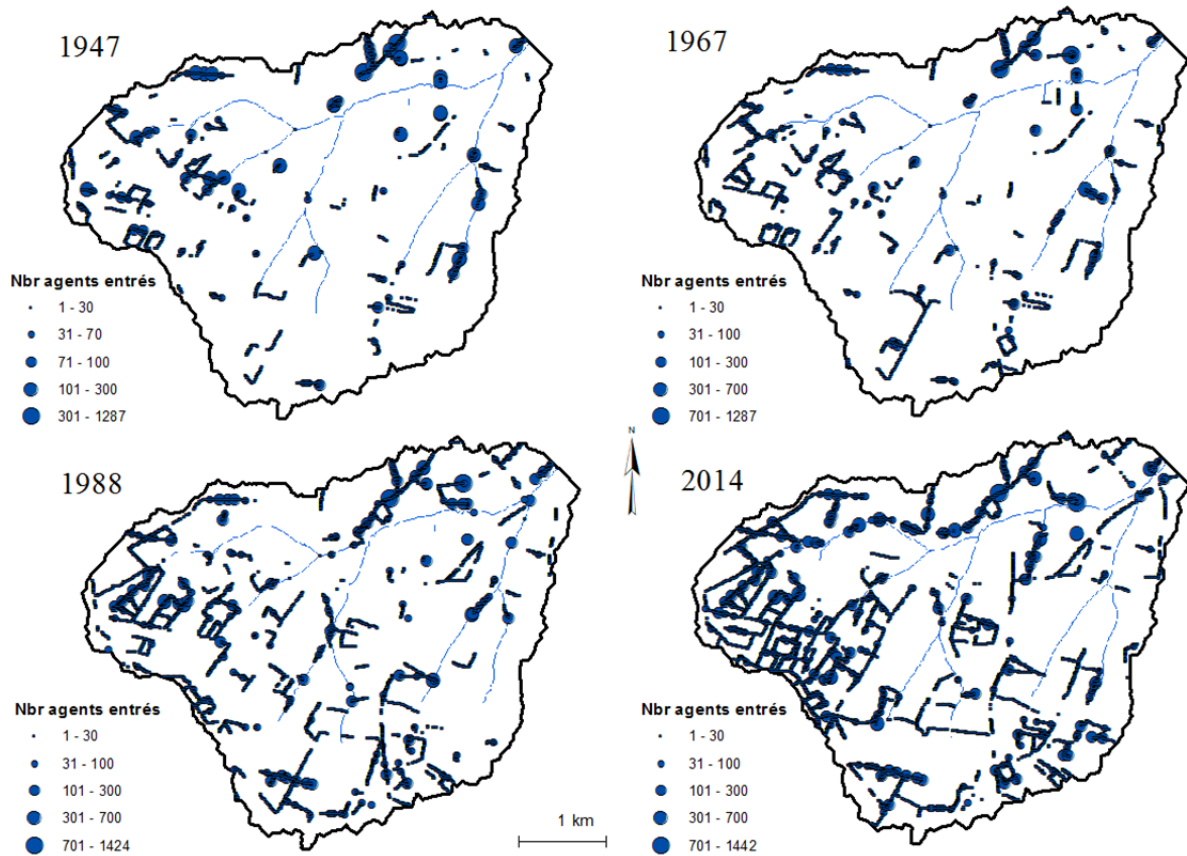 1947
Nbr agents entrés
1 - 30
31 - 70
71 - 100
101 - 300
301 - 1287
1967
Nbr agents entrés
1 - 30
31 - 100
101 - 300
301 - 700
701 - 1287
N
1988
Nbr agents entrés
1 - 30
31 - 100
101 - 300
301 - 700
701 - 1424
1 km
2014
Nbr agents entrés
1 - 30
31 - 100
101 - 300
301 - 700
701 - 1442